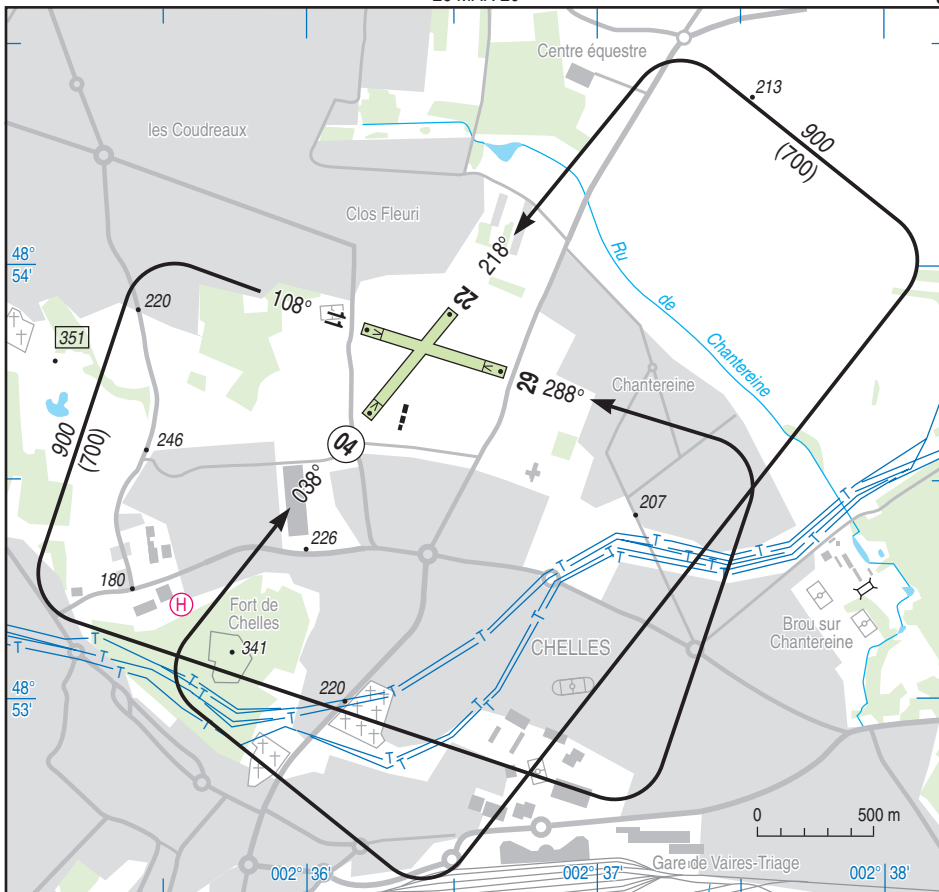 Centre équestre
213
900
(700)
les Coudreaux
Clos Fleuri
218°
48°
54'
Ru
de
Chantereine
108°
11
22
220
351
29
288°
Chantereine
900
(700)
04
246
038°
207
226
180
H
Fort de
Chelles
341
Brou sur
Chantereine
CHELLES
48°
53'
220
0
500 m
Gare de Vaires-Triage
002° 36'
002° 37'
002° 38'